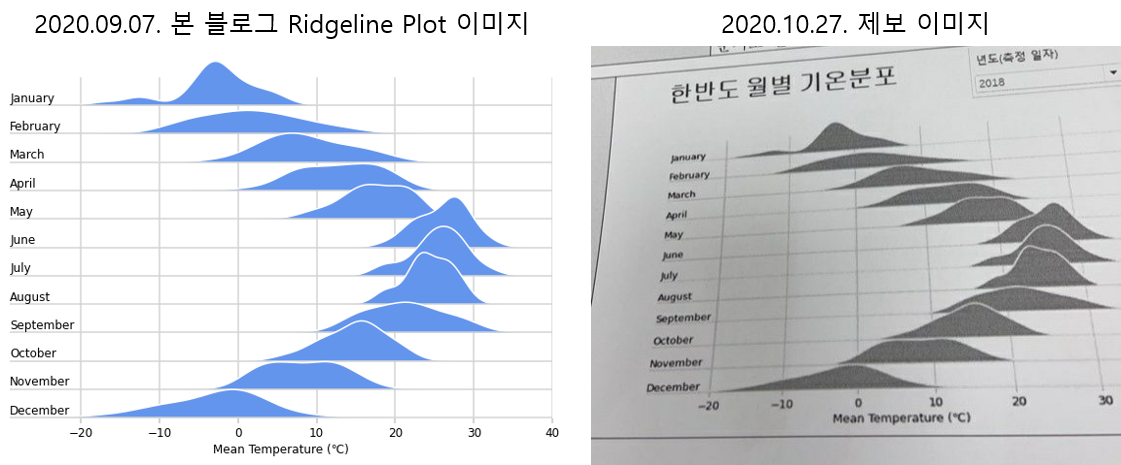 2020.09.07. 본 블로그 Ridgeline Plot 이미지
January
February
March
April
May
June
July
August
September
October
November
December
−20 −10 0 10 20 30 40
Mean Temperature (℃)
2020.10.27. 제보 이미지
년도(측정 일자)
2018
한반도 월별 기온분포
January
February
March
April
May
June
July
August
September
October
November
December
−20 −10 0 10 20 30
Mean Temperature (℃)